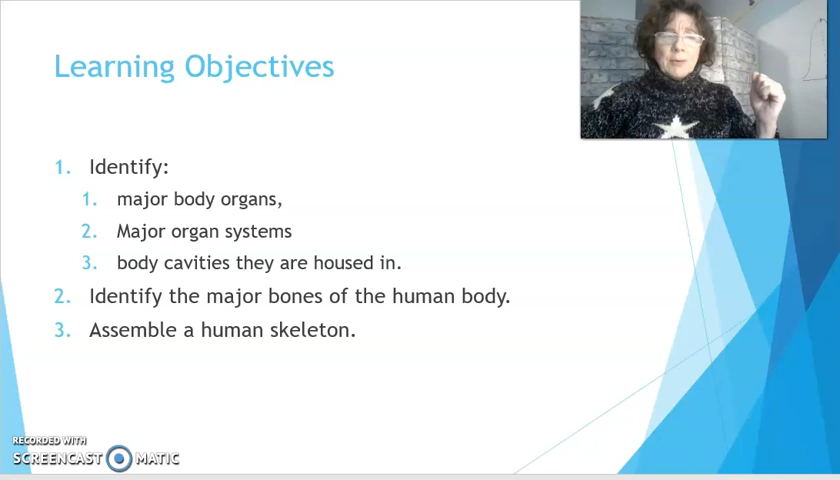 Learning Objectives
1. Identify:
1. major body organs,
2. Major organ systems
3. body cavities they are housed in.
2. Identify the major bones of the human body.
3. Assemble a human skeleton.
RECORDED WITH
SCREENCAST MATIC